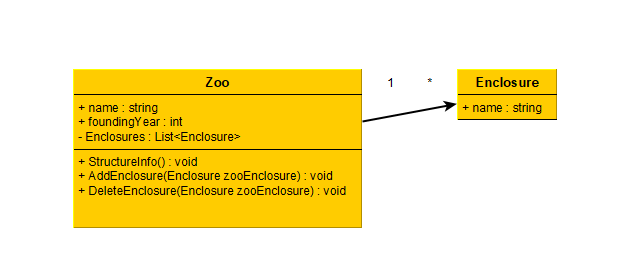 Zoo
+ name : string
+ foundingYear : int
- Enclosures : List<Enclosure>
+ StructureInfo() : void
+ AddEnclosure(Enclosure zooEnclosure) : void
+ DeleteEnclosure(Enclosure zooEnclosure) : void
1 *
Enclosure
+ name : string